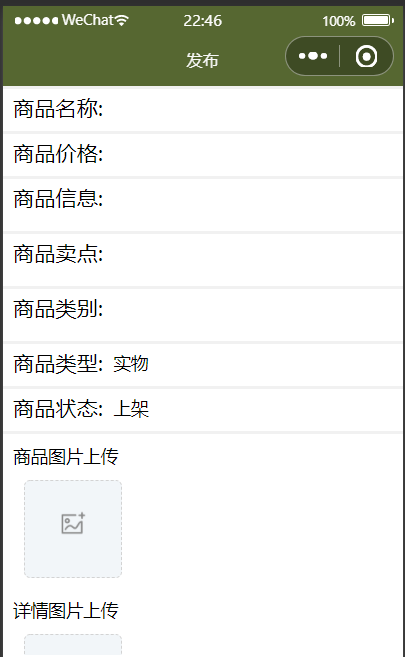 WeChat 22:46 100%
发布
商品名称:
商品价格:
商品信息:
商品卖点:
商品类别:
商品类型: 实物
商品状态: 上架
商品图片上传
详情图片上传